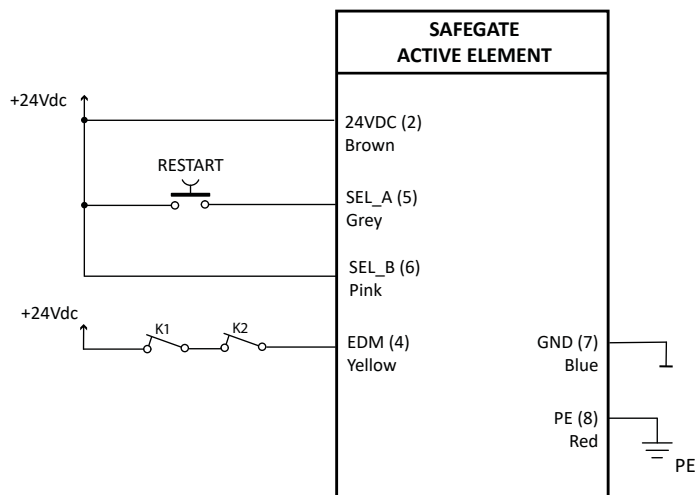 SAFEGATE
ACTIVE ELEMENT
+24Vdc
24VDC (2)
Brown
RESTART
SEL_A (5)
Grey
SEL_B (6)
Pink
+24Vdc
K1
K2
EDM (4)
Yellow
GND (7)
Blue
PE (8)
Red
PE